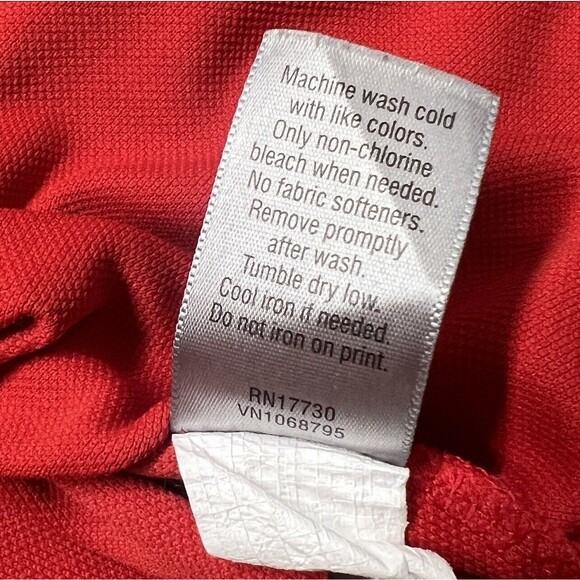 Machine wash cold
with like colors.
Only non-chlorine
bleach when needed.
No fabric softeners.
Remove promptly
after wash.
Tumble dry low.
Cool iron if needed.
Do not iron on print.
RN17730
VN1068795